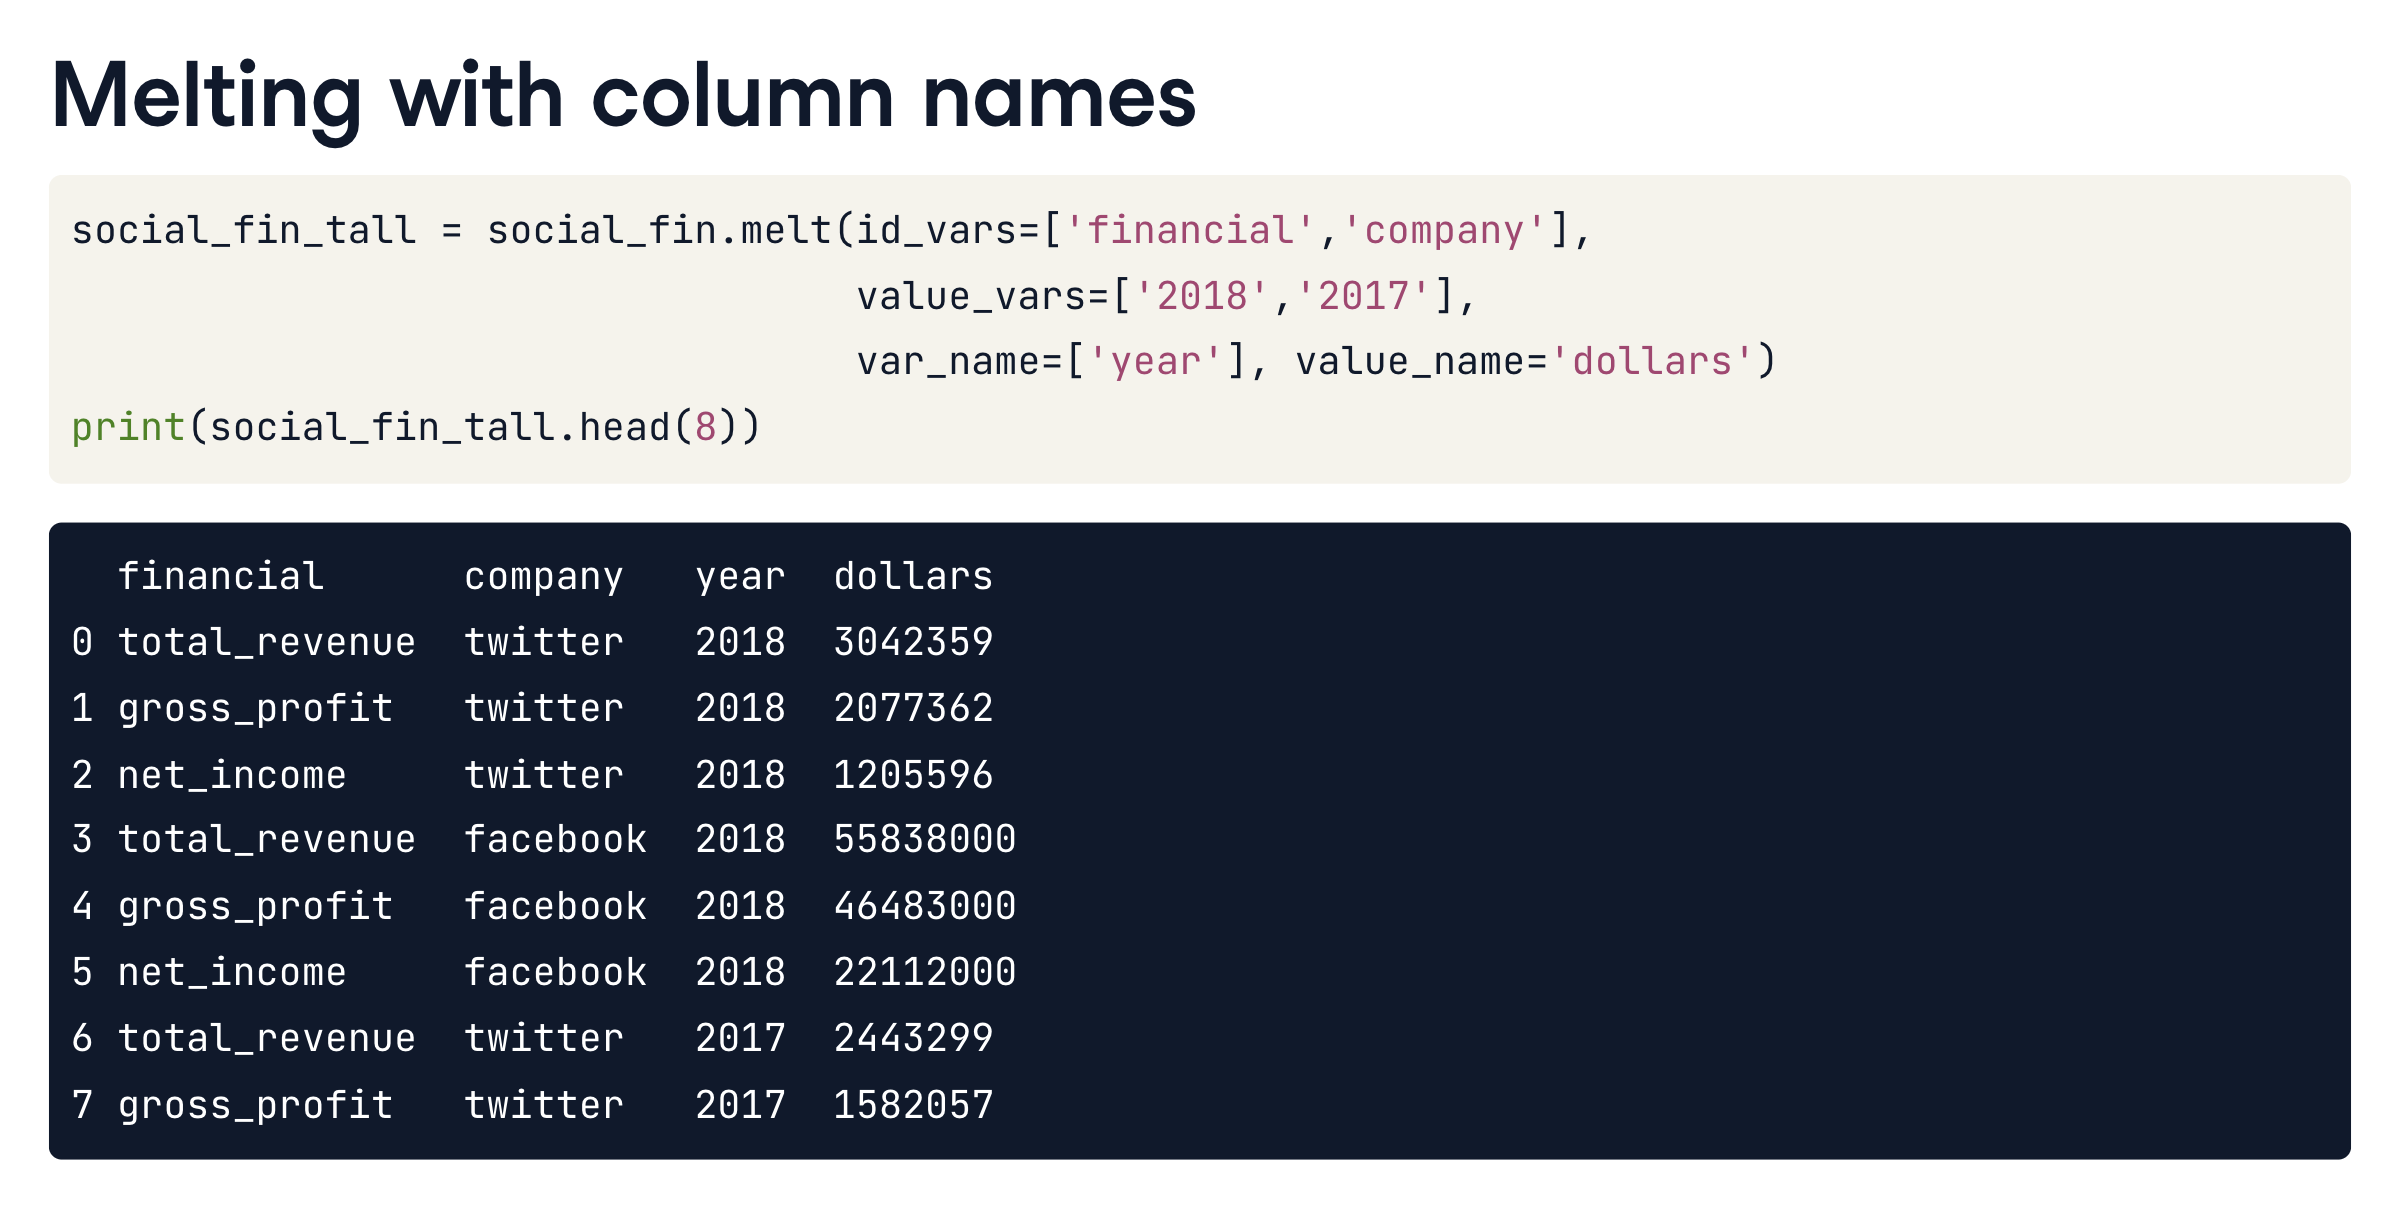 Melting with column names
social_fin_tall = social_fin.melt(id_vars=['financial','company'],
                                  value_vars=['2018','2017'],
                                  var_name=['year'], value_name='dollars')
print(social_fin_tall.head(8))
  financial      company   year  dollars
0 total_revenue  twitter   2018  3042359
1 gross_profit   twitter   2018  2077362
2 net_income     twitter   2018  1205596
3 total_revenue  facebook  2018  55838000
4 gross_profit   facebook  2018  46483000
5 net_income     facebook  2018  22112000
6 total_revenue  twitter   2017  2443299
7 gross_profit   twitter   2017  1582057